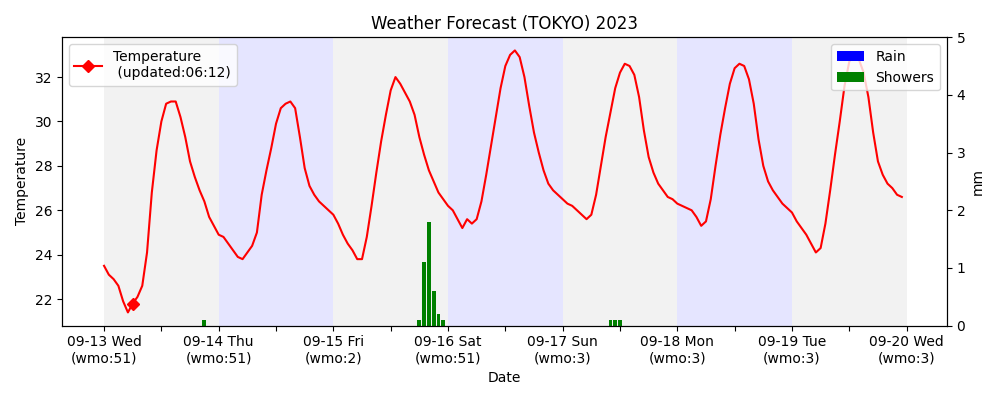 Weather Forecast (TOKYO) 2023
Temperature
(updated:06:12)
Rain
Showers
Temperature
32
30
28
26
24
22
5
4
3
2
1
0
mm
09-13 Wed
(wmo:51)
09-14 Thu
(wmo:51)
09-15 Fri
(wmo:2)
09-16 Sat
(wmo:51)
09-17 Sun
(wmo:3)
09-18 Mon
(wmo:3)
09-19 Tue
(wmo:3)
09-20 Wed
(wmo:3)
Date